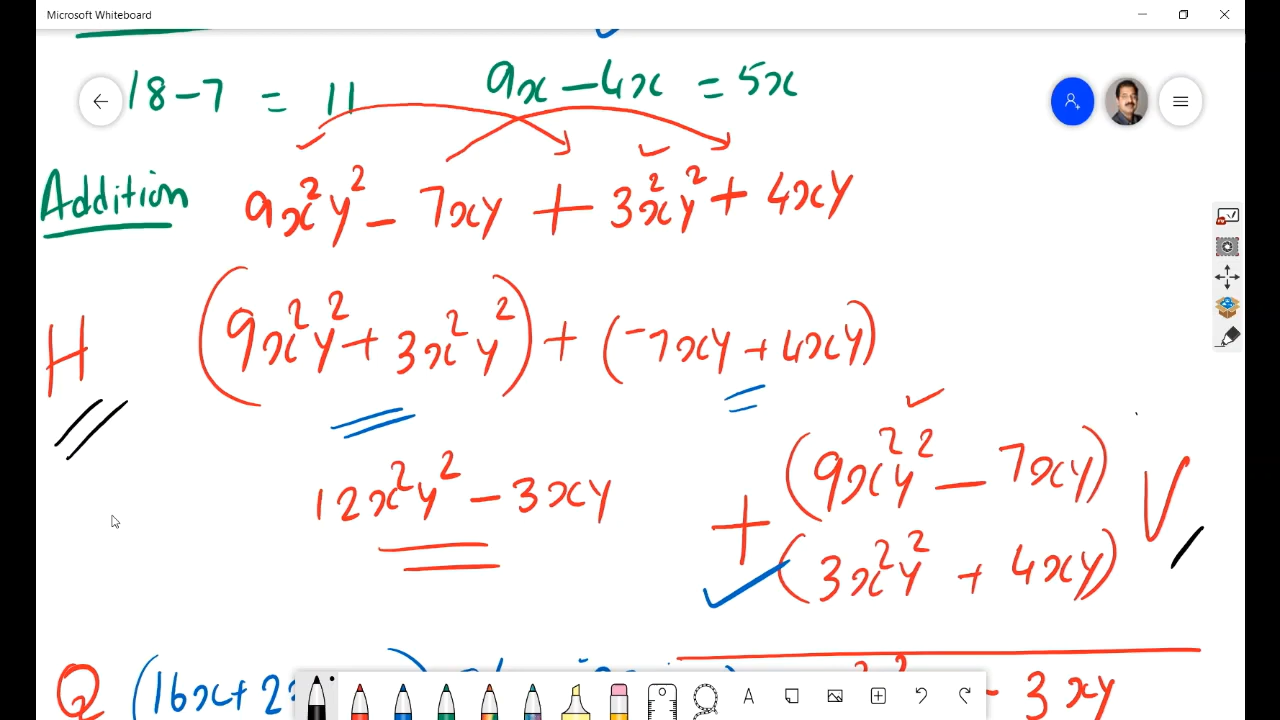 Microsoft Whiteboard
18 - 7 = 11
9x - 4x = 5x
Addition
9x²y² - 7xy + 3x²y² + 4xy
H
(9x²y² + 3x²y²) + (-7xy + 4xy)
12x²y² - 3xy
(9x²y² - 7xy)
V
+ (3x²y² + 4xy)
- 3xy
Q (16x + 2
A